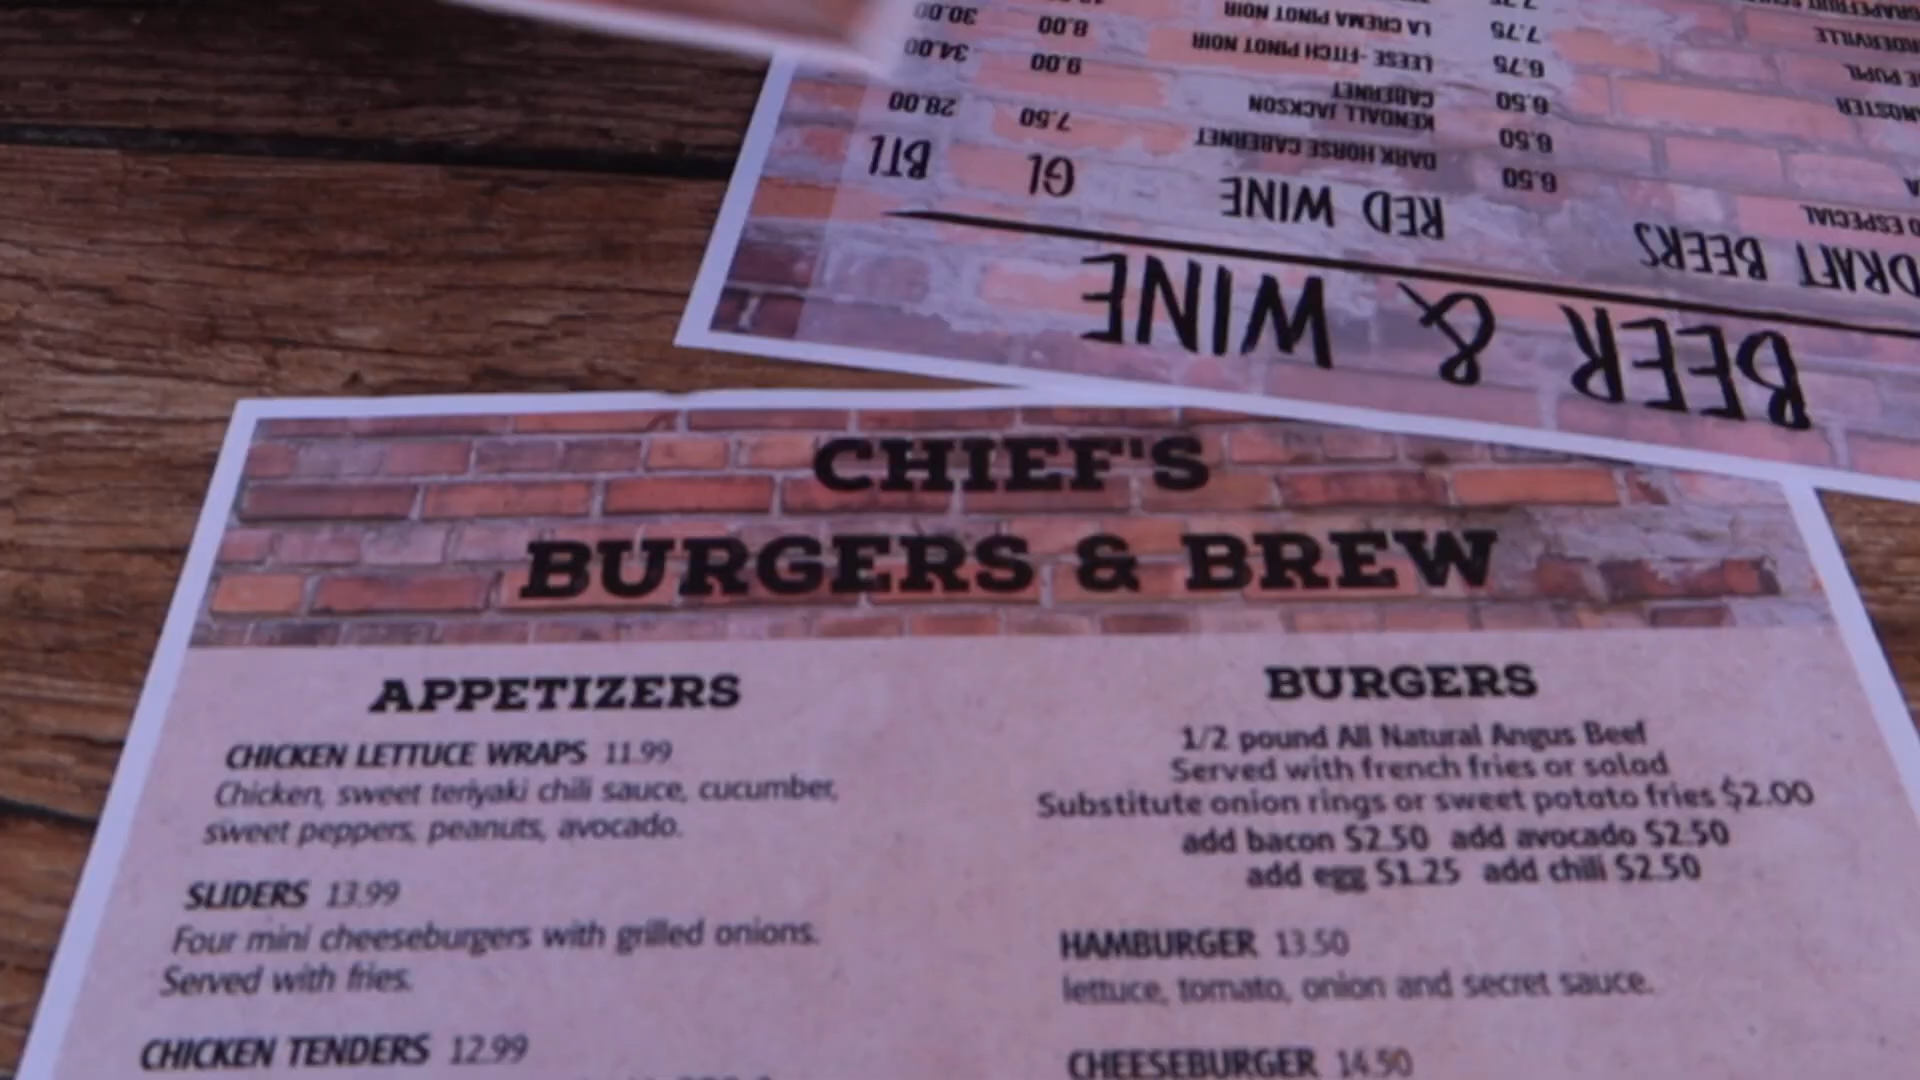 CHIEF'S
BURGERS & BREW
APPETIZERS
CHICKEN LETTUCE WRAPS 11.99
Chicken, sweet teriyaki chili sauce, cucumber,
sweet peppers, peanuts, avocado.
SLIDERS 13.99
Four mini cheeseburgers with grilled onions.
Served with fries.
CHICKEN TENDERS 12.99
BURGERS
1/2 pound All Natural Angus Beef
Served with french fries or salad
Substitute onion rings or sweet potato fries $2.00
add bacon $2.50 add avocado $2.50
add egg $1.25 add chili $2.50
HAMBURGER 13.50
lettuce, tomato, onion and secret sauce.
CHEESEBURGER 14.50
BEER & WINE
DRAFT BEERS
ESPECIAL 6.50
6.50
6.50
6.75
7.75
RED WINE GL BTL
DARK HORSE CABERNET 7.50 28.00
KENDALL JACKSON
CABERNET 9.00 34.00
LEESE-FITCH PINOT NOIR 8.00 30.00
LA CREMA PINOT NOIR